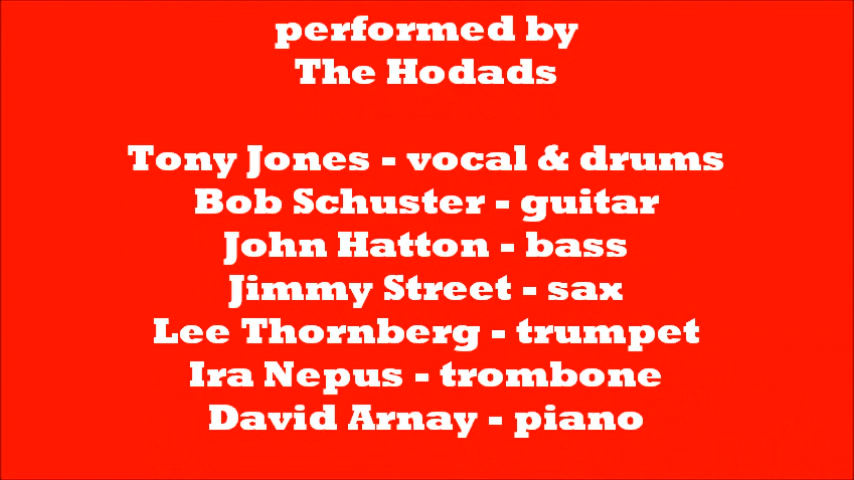 performed by
The Hodads
Tony Jones - vocal & drums
Bob Schuster - guitar
John Hatton - bass
Jimmy Street - sax
Lee Thornberg - trumpet
Ira Nepus - trombone
David Arnay - piano